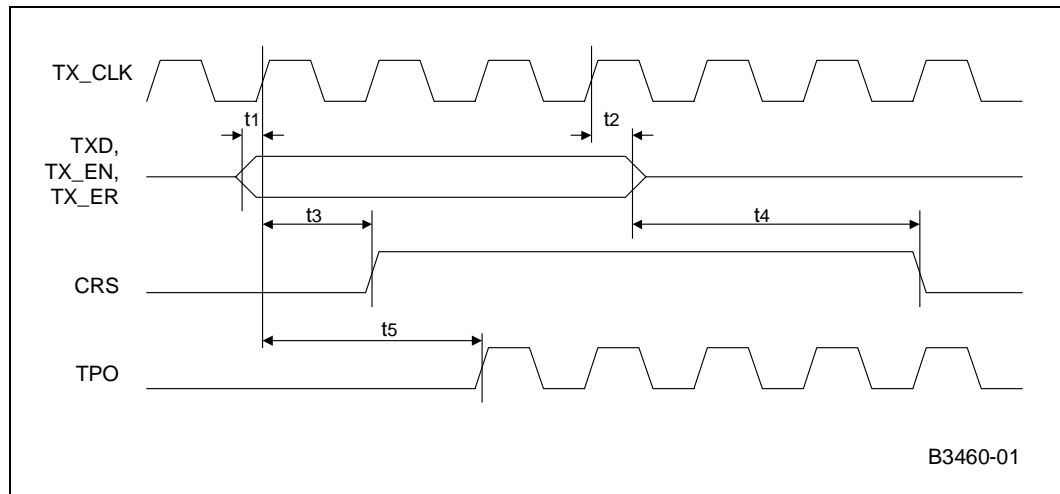 TX_CLK
t1
t2
TXD,
TX_EN,
TX_ER
t3
t4
CRS
t5
TPO
B3460-01